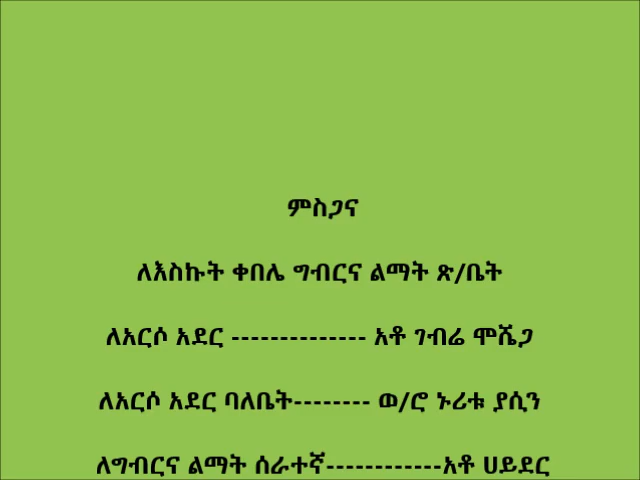 ምስጋና
ለእስኩት ቀበሌ ግብርና ልማት ጽ/ቤት
ለአርሶ አደር -------------- አቶ ገብሬ ሞሼጋ
ለአርሶ አደር ባለቤት-------- ወ/ሮ ኑሪቱ ያሲን
ለግብርና ልማት ሰራተኛ------------አቶ ሀይደር